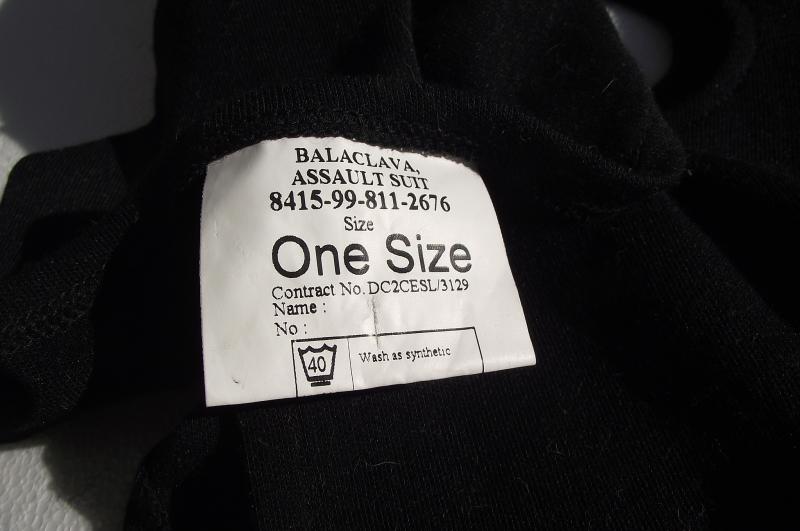 BALACLAVA,
ASSAULT SUIT
8415-99-811-2676
Size
One Size
Contract No. DC2CESL/3129
Name :
No :
40 Wash as synthetic